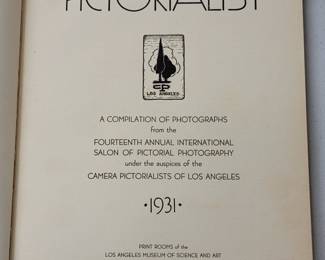 PICTORIALIST
LOS ANGELES
A COMPILATION OF PHOTOGRAPHS
from the
FOURTEENTH ANNUAL INTERNATIONAL
SALON OF PICTORIAL PHOTOGRAPHY
under the auspices of the
CAMERA PICTORIALISTS OF LOS ANGELES
·1931·
PRINT ROOMS of the
LOS ANGELES MUSEUM OF SCIENCE AND ART